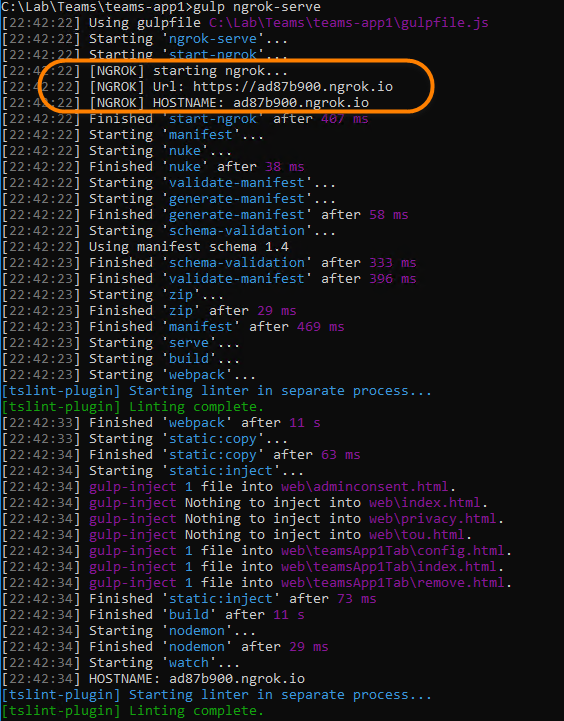 C:\Lab\Teams\teams-app1>gulp ngrok-serve
[22:42:22] Using gulpfile C:\Lab\Teams\teams-app1\gulpfile.js
[22:42:22] Starting 'ngrok-serve'...
[22:42:22] Starting 'start-ngrok'...
[22:42:22] [NGROK] starting ngrok...
[22:42:22] [NGROK] Url: https://ad87b900.ngrok.io
[22:42:22] [NGROK] HOSTNAME: ad87b900.ngrok.io
[22:42:22] Finished 'start-ngrok' after 407 ms
[22:42:22] Starting 'manifest'...
[22:42:22] Starting 'nuke'...
[22:42:22] Finished 'nuke' after 38 ms
[22:42:22] Starting 'validate-manifest'...
[22:42:22] Starting 'generate-manifest'...
[22:42:22] Finished 'generate-manifest' after 58 ms
[22:42:22] Starting 'schema-validation'...
[22:42:22] Using manifest schema 1.4
[22:42:23] Finished 'schema-validation' after 333 ms
[22:42:23] Finished 'validate-manifest' after 396 ms
[22:42:23] Starting 'zip'...
[22:42:23] Finished 'zip' after 29 ms
[22:42:23] Finished 'manifest' after 469 ms
[22:42:23] Starting 'serve'...
[22:42:23] Starting 'build'...
[22:42:23] Starting 'webpack'...
[tslint-plugin] Starting linter in separate process...
[tslint-plugin] Linting complete.
[22:42:33] Finished 'webpack' after 11 s
[22:42:33] Starting 'static:copy'...
[22:42:34] Finished 'static:copy' after 63 ms
[22:42:34] Starting 'static:inject'...
[22:42:34] gulp-inject 1 file into web\adminconsent.html.
[22:42:34] gulp-inject Nothing to inject into web\index.html.
[22:42:34] gulp-inject Nothing to inject into web\privacy.html.
[22:42:34] gulp-inject Nothing to inject into web\tou.html.
[22:42:34] gulp-inject 1 file into web\teamsApp1Tab\config.html.
[22:42:34] gulp-inject 1 file into web\teamsApp1Tab\index.html.
[22:42:34] gulp-inject 1 file into web\teamsApp1Tab\remove.html.
[22:42:34] Finished 'static:inject' after 73 ms
[22:42:34] Finished 'build' after 11 s
[22:42:34] Starting 'nodemon'...
[22:42:34] Finished 'nodemon' after 29 ms
[22:42:34] Starting 'watch'...
[22:42:34] HOSTNAME: ad87b900.ngrok.io
[tslint-plugin] Starting linter in separate process...
[tslint-plugin] Linting complete.